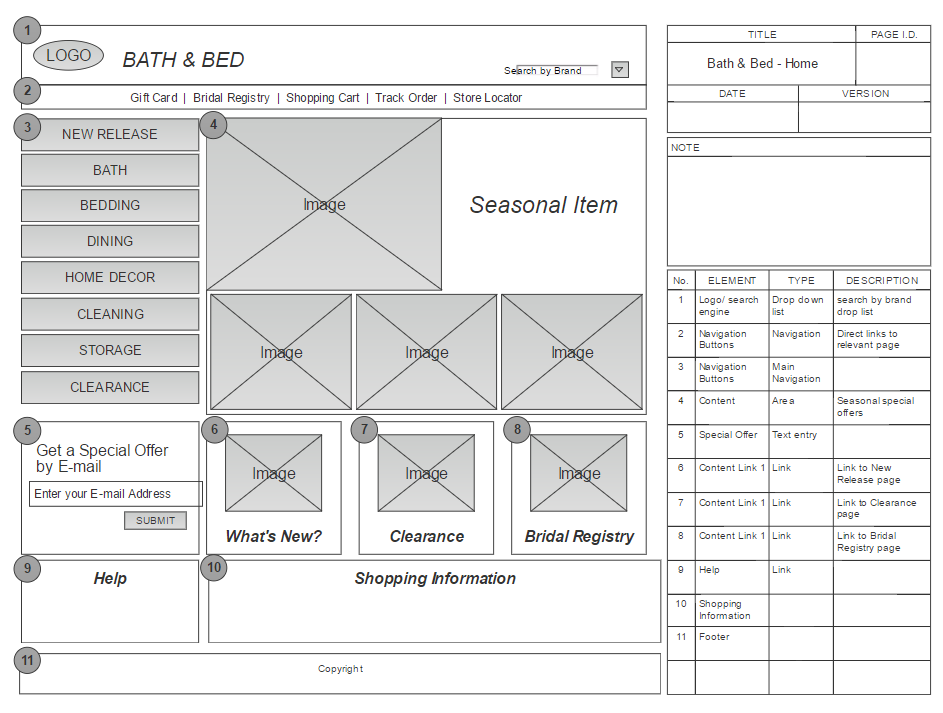 1
LOGO
BATH & BED
Search by Brand
2
Gift Card | Bridal Registry | Shopping Cart | Track Order | Store Locator
3
NEW RELEASE
BATH
BEDDING
DINING
HOME DECOR
CLEANING
STORAGE
CLEARANCE
4
Image
Seasonal Item
Image
Image
Image
5
Get a Special Offer
by E-mail
Enter your E-mail Address
SUBMIT
6
Image
What's New?
7
Image
Clearance
8
Image
Bridal Registry
9
Help
10
Shopping Information
11
Copyright
TITLE
PAGE I.D.
Bath & Bed - Home
DATE
VERSION
NOTE
No. ELEMENT TYPE DESCRIPTION
1 Logo/ search Drop down search by brand
engine list drop list
2 Navigation Navigation Direct links to
Buttons relevant page
3 Navigation Main
Buttons Navigation
4 Content Area Seasonal special
offers
5 Special Offer Text entry
6 Content Link 1 Link Link to New
Release page
7 Content Link 1 Link Link to Clearance
page
8 Content Link 1 Link Link to Bridal
Registry page
9 Help Link
10 Shopping
Information
11 Footer